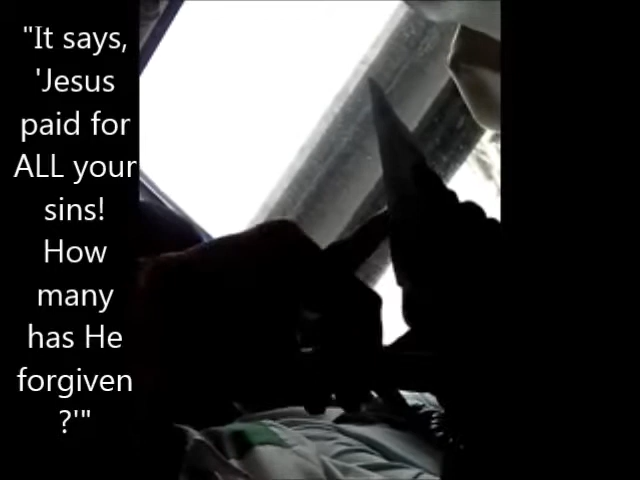 "It says,
'Jesus
paid for
ALL your
sins!
How
many
has He
forgiven
?'"